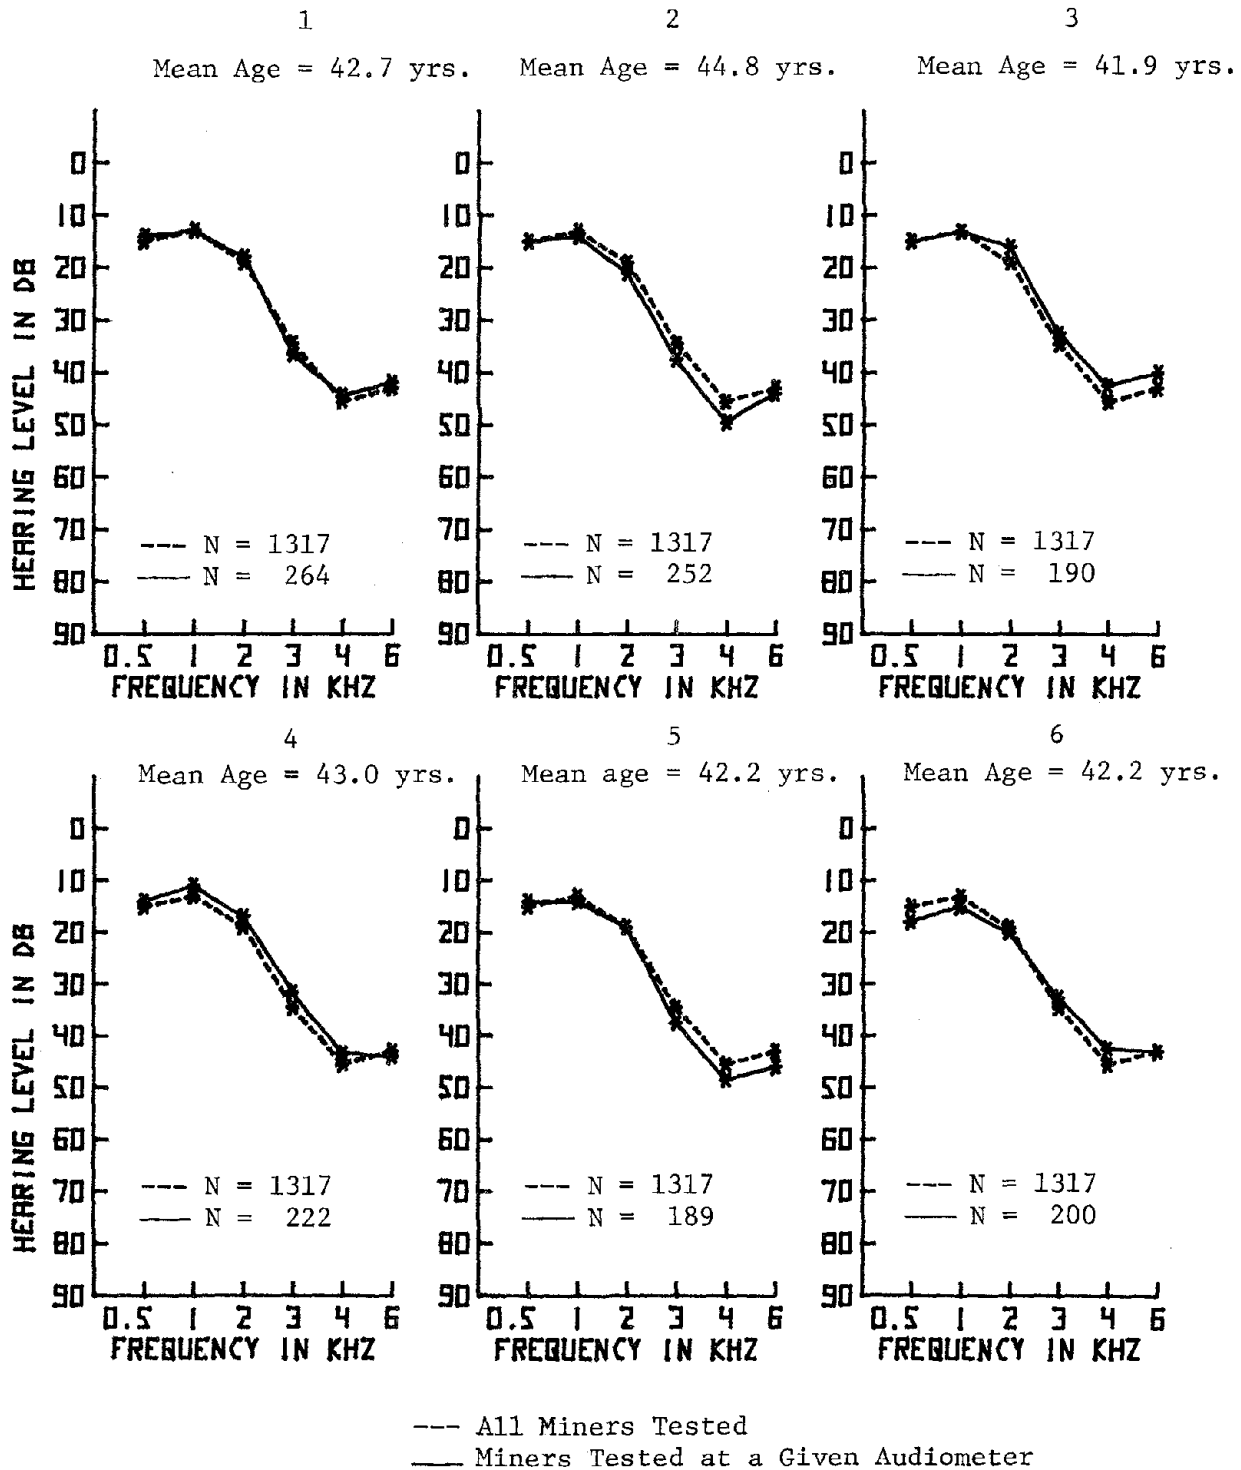 1
Mean Age = 42.7 yrs.
HEARING LEVEL IN DB
0
10
20
30
40
50
60
70
80
90
--- N = 1317
— N = 264
0.5 1 2 3 4 6
FREQUENCY IN KHZ
2
Mean Age = 44.8 yrs.
0
10
20
30
40
50
60
70
80
90
--- N = 1317
— N = 252
0.5 1 2 3 4 6
FREQUENCY IN KHZ
3
Mean Age = 41.9 yrs.
0
10
20
30
40
50
60
70
80
90
--- N = 1317
— N = 190
0.5 1 2 3 4 6
FREQUENCY IN KHZ
4
Mean Age = 43.0 yrs.
HEARING LEVEL IN DB
0
10
20
30
40
50
60
70
80
90
--- N = 1317
— N = 222
0.5 1 2 3 4 6
FREQUENCY IN KHZ
5
Mean age = 42.2 yrs.
0
10
20
30
40
50
60
70
80
90
--- N = 1317
— N = 189
0.5 1 2 3 4 6
FREQUENCY IN KHZ
6
Mean Age = 42.2 yrs.
0
10
20
30
40
50
60
70
80
90
--- N = 1317
— N = 200
0.5 1 2 3 4 6
FREQUENCY IN KHZ
--- All Miners Tested
— Miners Tested at a Given Audiometer